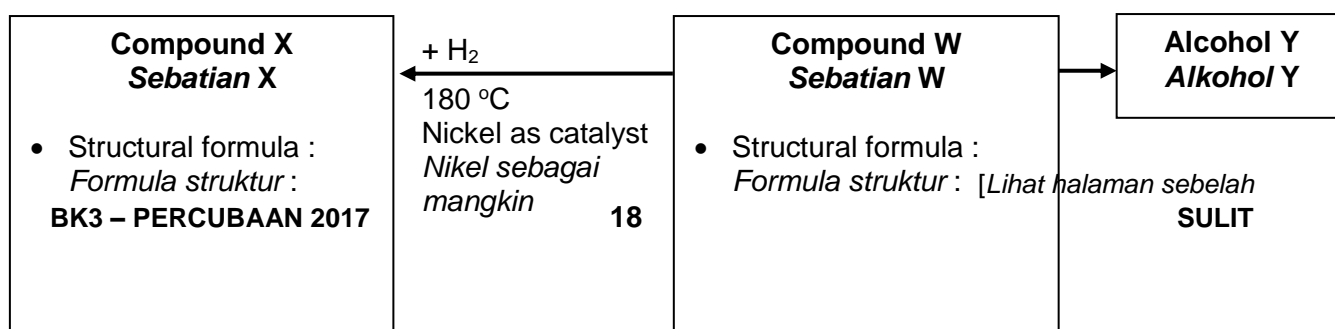 Compound X
Sebatian X
• Structural formula :
Formula struktur :
BK3 – PERCUBAAN 2017
+ H₂
180 °C
Nickel as catalyst
Nikel sebagai
mangkin
18
Compound W
Sebatian W
• Structural formula :
Formula struktur : [Lihat halaman sebelah
SULIT
Alcohol Y
Alkohol Y